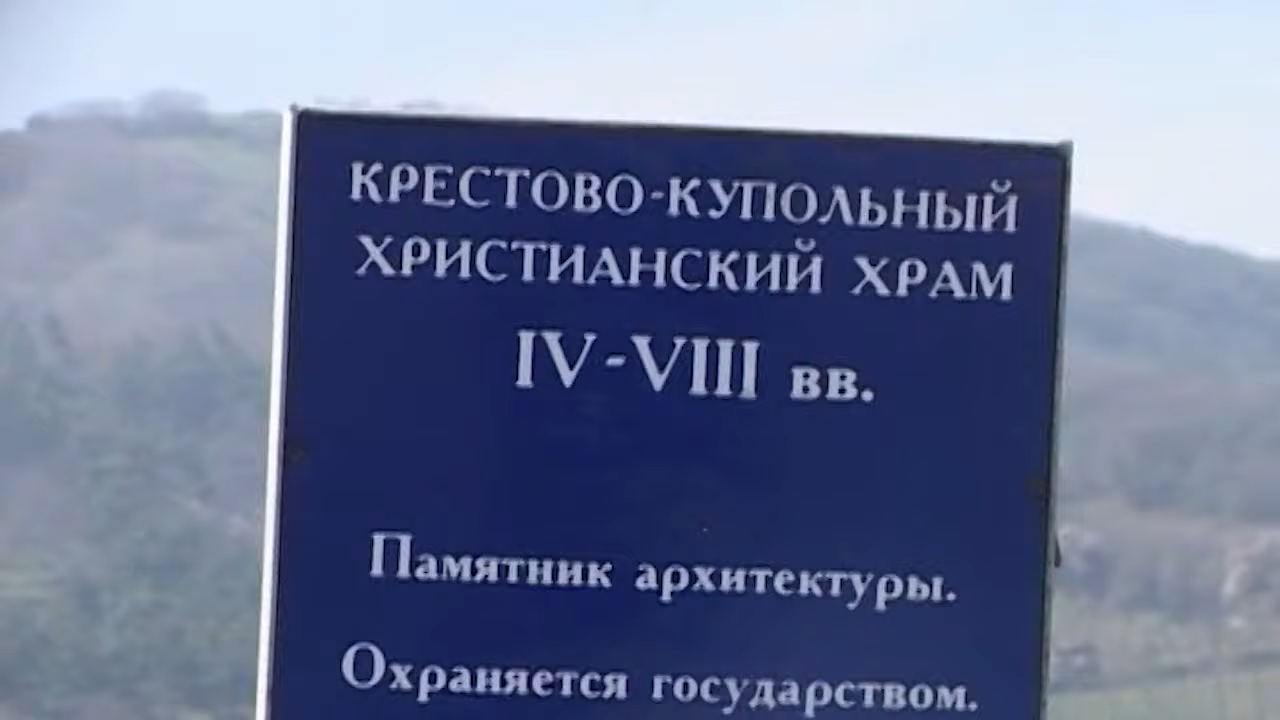 КРЕСТОВО-КУПОЛЬНЫЙ
ХРИСТИАНСКИЙ ХРАМ
IV-VIII вв.
Памятник архитектуры.
Охраняется государством.